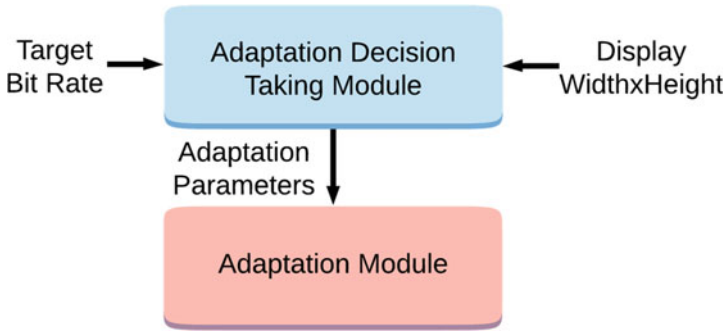 Target
Bit Rate
Adaptation Decision
Taking Module
Display
WidthxHeight
Adaptation
Parameters
Adaptation Module